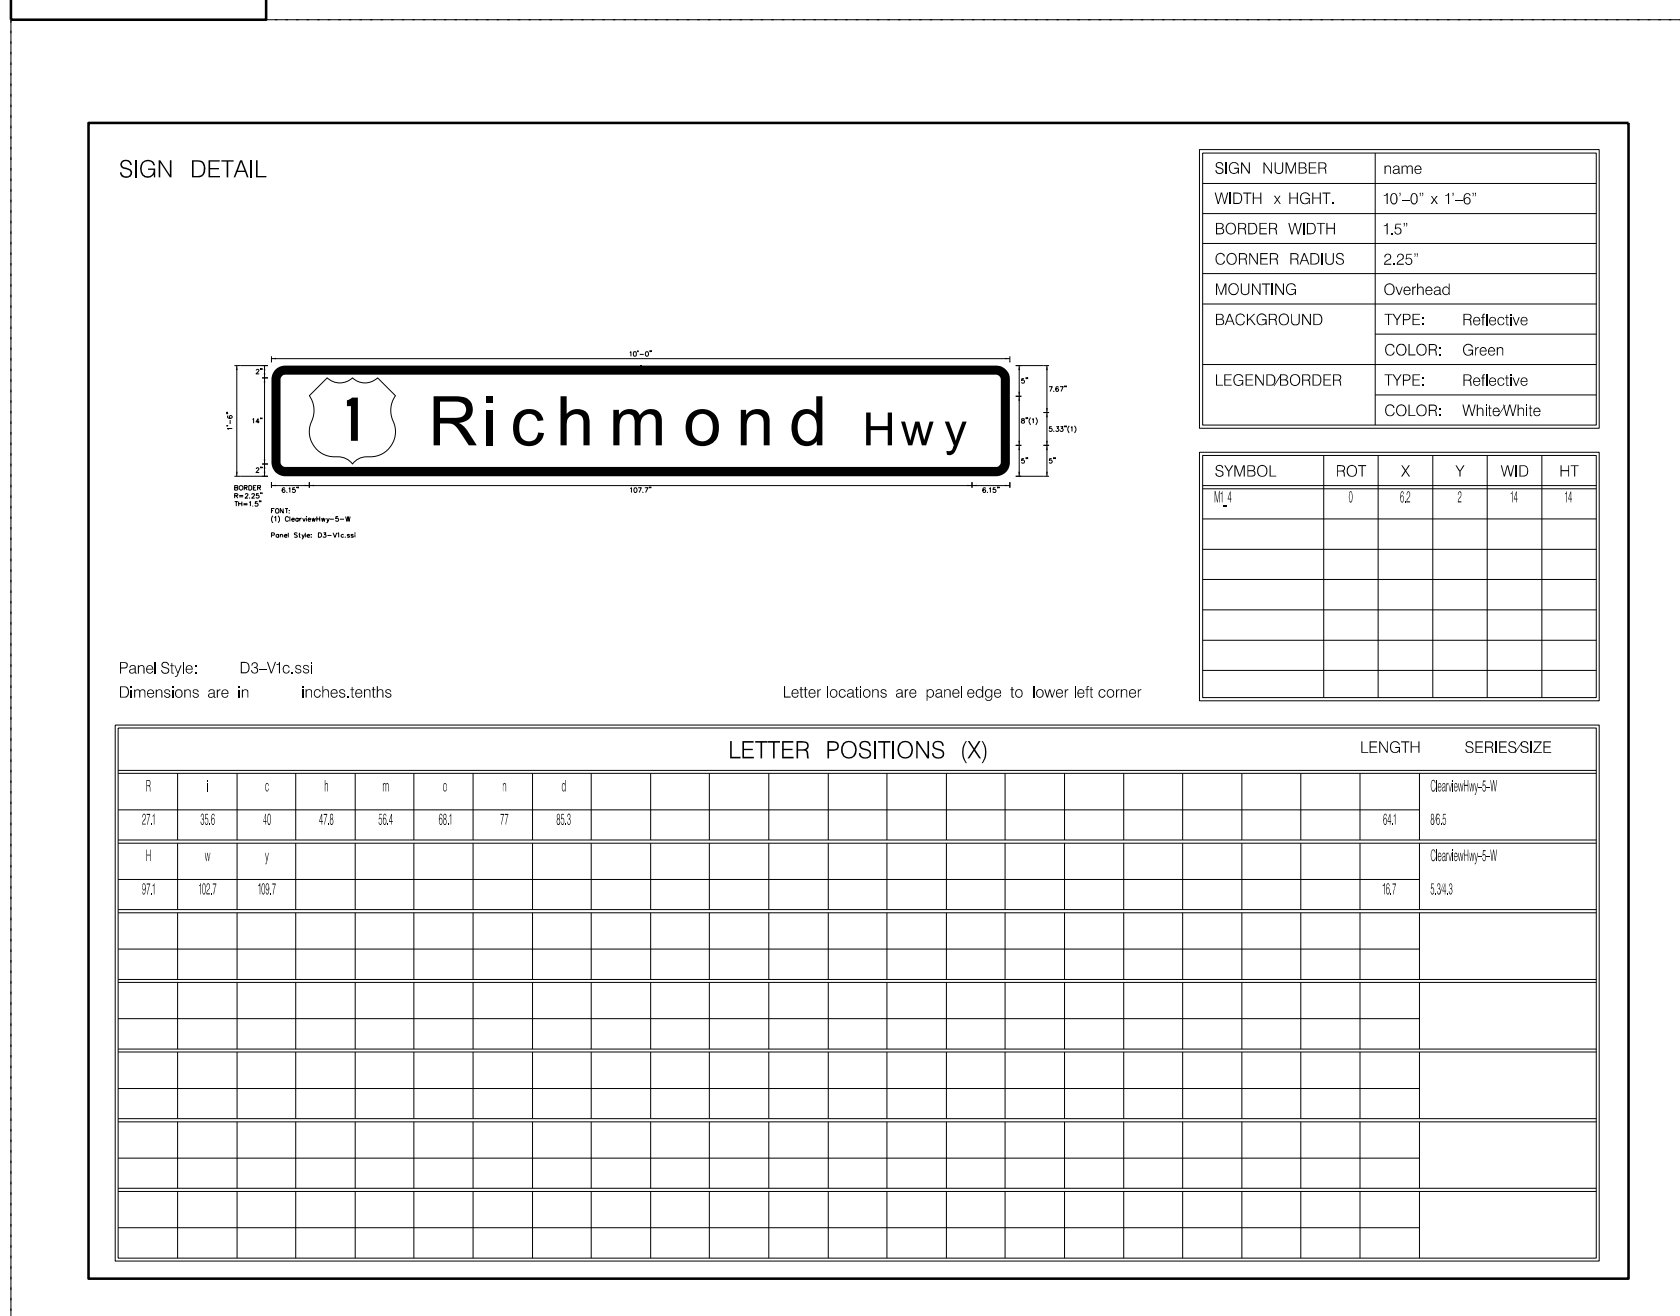 SIGN DETAIL
SIGN NUMBER name
WIDTH x HGHT. 10'–0" x 1'–6"
BORDER WIDTH 1.5"
CORNER RADIUS 2.25"
MOUNTING Overhead
BACKGROUND TYPE: Reflective
COLOR: Green
LEGEND/BORDER TYPE: Reflective
COLOR: White/White
10'-0"
2" 5" 7.67"
1'-6" 14" 1 Richmond Hwy 8"(1) 5.33"(1)
2" 5" 5"
6.15" 107.7" 6.15"
BORDER
R=2.25"
TH=1.5"
FONT:
(1) ClearviewHwy-5-W
Panel Style: D3-V1c.ssi
SYMBOL ROT X Y WID HT
M1_4 0 6.2 2 14 14
Panel Style: D3–V1c.ssi
Dimensions are in inches.tenths Letter locations are panel edge to lower left corner
LETTER POSITIONS (X) LENGTH SERIES/SIZE
R i c h m o n d ClearviewHwy–5–W
27.1 35.6 40 47.8 56.4 68.1 77 85.3 64.1 8/6.5
H w y ClearviewHwy–5–W
97.1 102.7 109.7 16.7 5.3/4.3